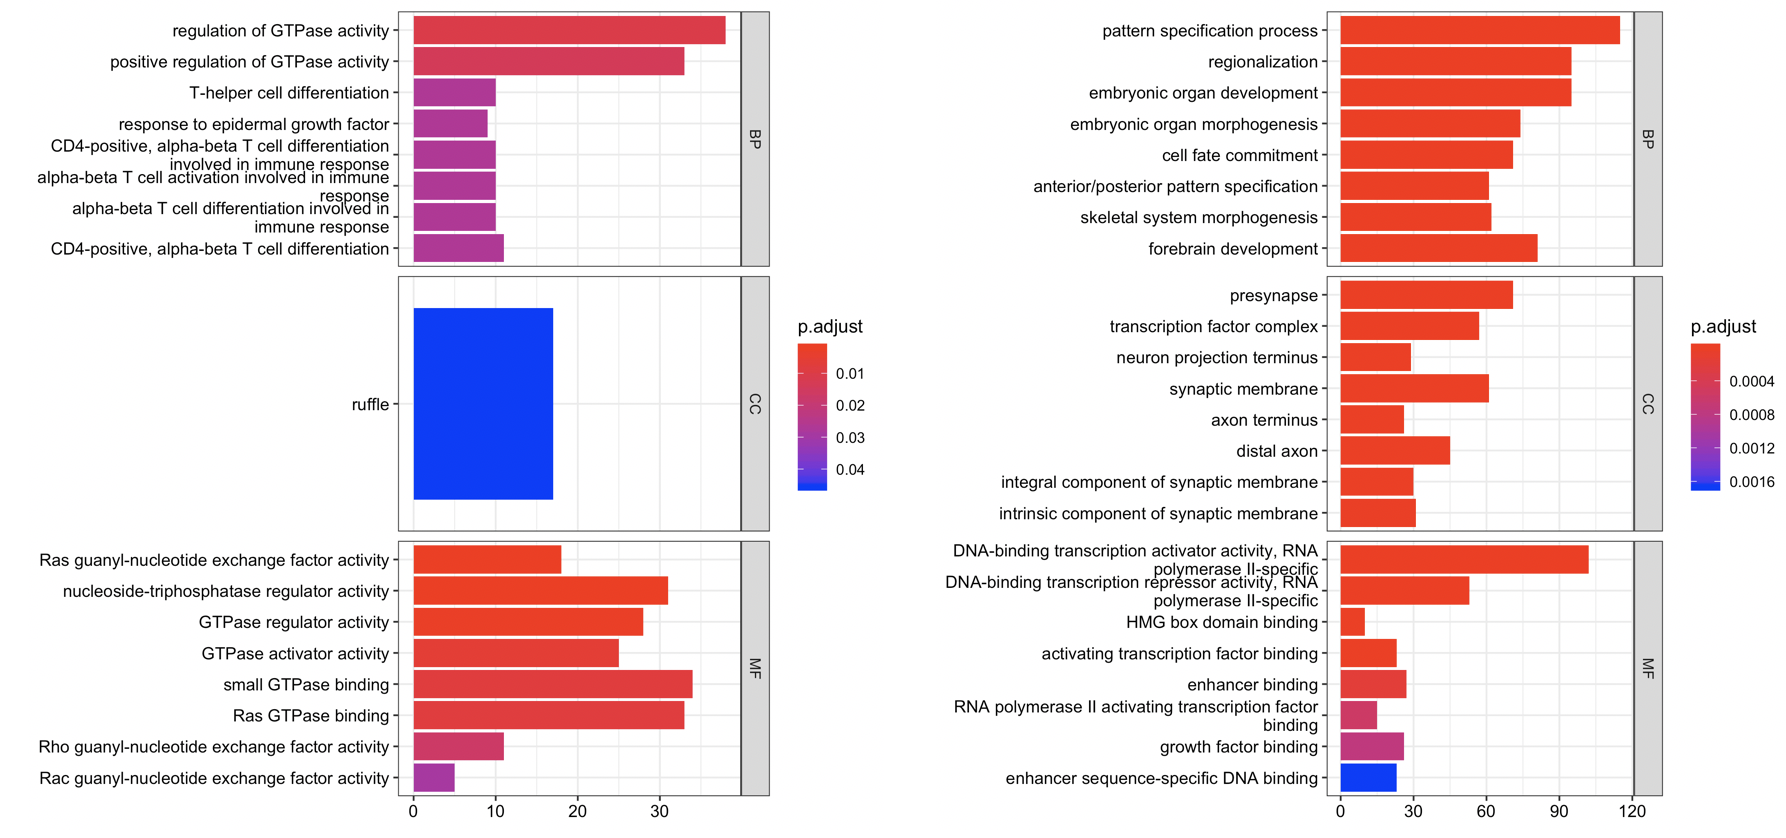 regulation of GTPase activity
positive regulation of GTPase activity
T-helper cell differentiation
response to epidermal growth factor
CD4-positive, alpha-beta T cell differentiation
involved in immune response
alpha-beta T cell activation involved in immune
response
alpha-beta T cell differentiation involved in
immune response
CD4-positive, alpha-beta T cell differentiation
BP
ruffle
CC
Ras guanyl-nucleotide exchange factor activity
nucleoside-triphosphatase regulator activity
GTPase regulator activity
GTPase activator activity
small GTPase binding
Ras GTPase binding
Rho guanyl-nucleotide exchange factor activity
Rac guanyl-nucleotide exchange factor activity
MF
0 10 20 30
p.adjust
0.01
0.02
0.03
0.04
pattern specification process
regionalization
embryonic organ development
embryonic organ morphogenesis
cell fate commitment
anterior/posterior pattern specification
skeletal system morphogenesis
forebrain development
BP
presynapse
transcription factor complex
neuron projection terminus
synaptic membrane
axon terminus
distal axon
integral component of synaptic membrane
intrinsic component of synaptic membrane
CC
DNA-binding transcription activator activity, RNA
polymerase II-specific
DNA-binding transcription repressor activity, RNA
polymerase II-specific
HMG box domain binding
activating transcription factor binding
enhancer binding
RNA polymerase II activating transcription factor
binding
growth factor binding
enhancer sequence-specific DNA binding
MF
0 30 60 90 120
p.adjust
0.0004
0.0008
0.0012
0.0016